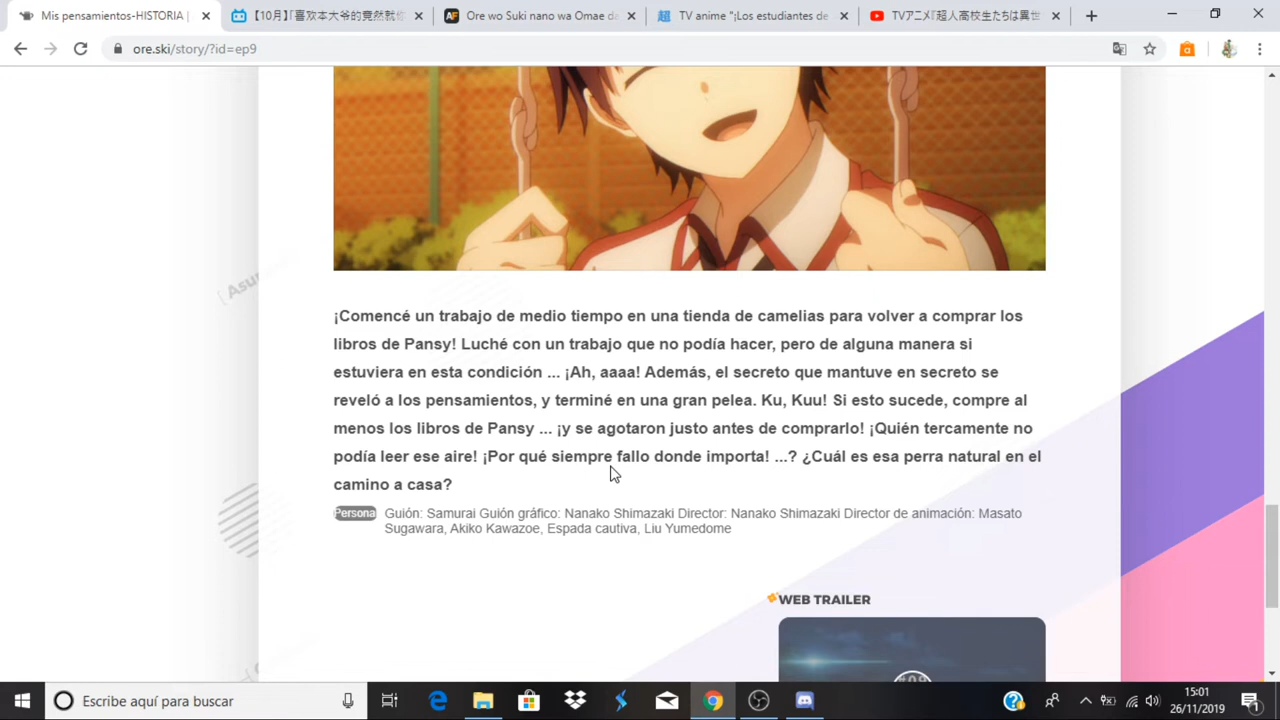 Mis pensamientos-HISTORIA |
【10月】「喜欢本大爷的竟然就你
Ore wo Suki nano wa Omae da
TV anime "¡Los estudiantes de
TVアニメ『超人高校生たちは異世
ore.ski/story/?id=ep9
¡Comencé un trabajo de medio tiempo en una tienda de camelias para volver a comprar los
libros de Pansy! Luché con un trabajo que no podía hacer, pero de alguna manera si
estuviera en esta condición ... ¡Ah, aaaa! Además, el secreto que mantuve en secreto se
reveló a los pensamientos, y terminé en una gran pelea. Ku, Kuu! Si esto sucede, compre al
menos los libros de Pansy ... ¡y se agotaron justo antes de comprarlo! ¡Quién tercamente no
podía leer ese aire! ¡Por qué siempre fallo donde importa! ...? ¿Cuál es esa perra natural en el
camino a casa?
Persona
Guión: Samurai Guión gráfico: Nanako Shimazaki Director: Nanako Shimazaki Director de animación: Masato
Sugawara, Akiko Kawazoe, Espada cautiva, Liu Yumedome
WEB TRAILER
Escribe aquí para buscar
15:01
26/11/2019